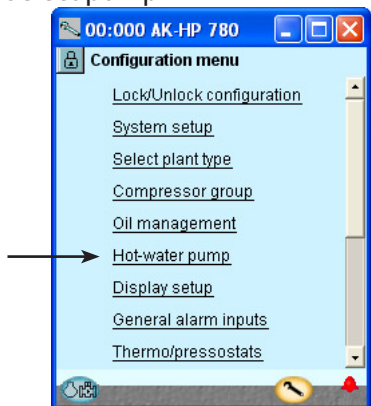 00:000 AK-HP 780
Configuration menu
Lock/Unlock configuration
System setup
Select plant type
Compressor group
Oil management
Hot-water pump
Display setup
General alarm inputs
Thermo/pressostats